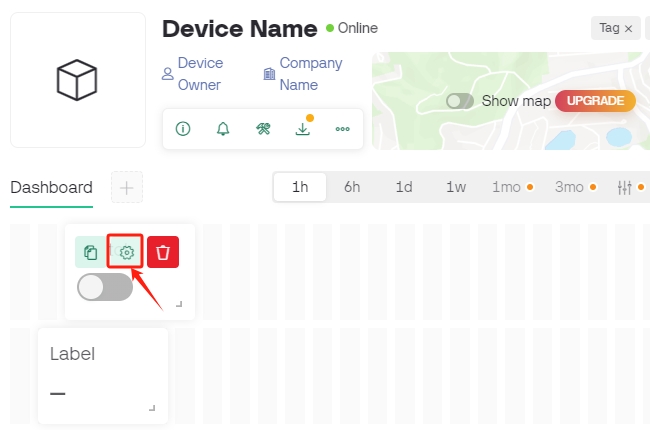 Device Name
Online
Tag ×
Device
Owner
Company
Name
Show map
UPGRADE
Dashboard
1h 6h 1d 1w 1mo 3mo
Label
–